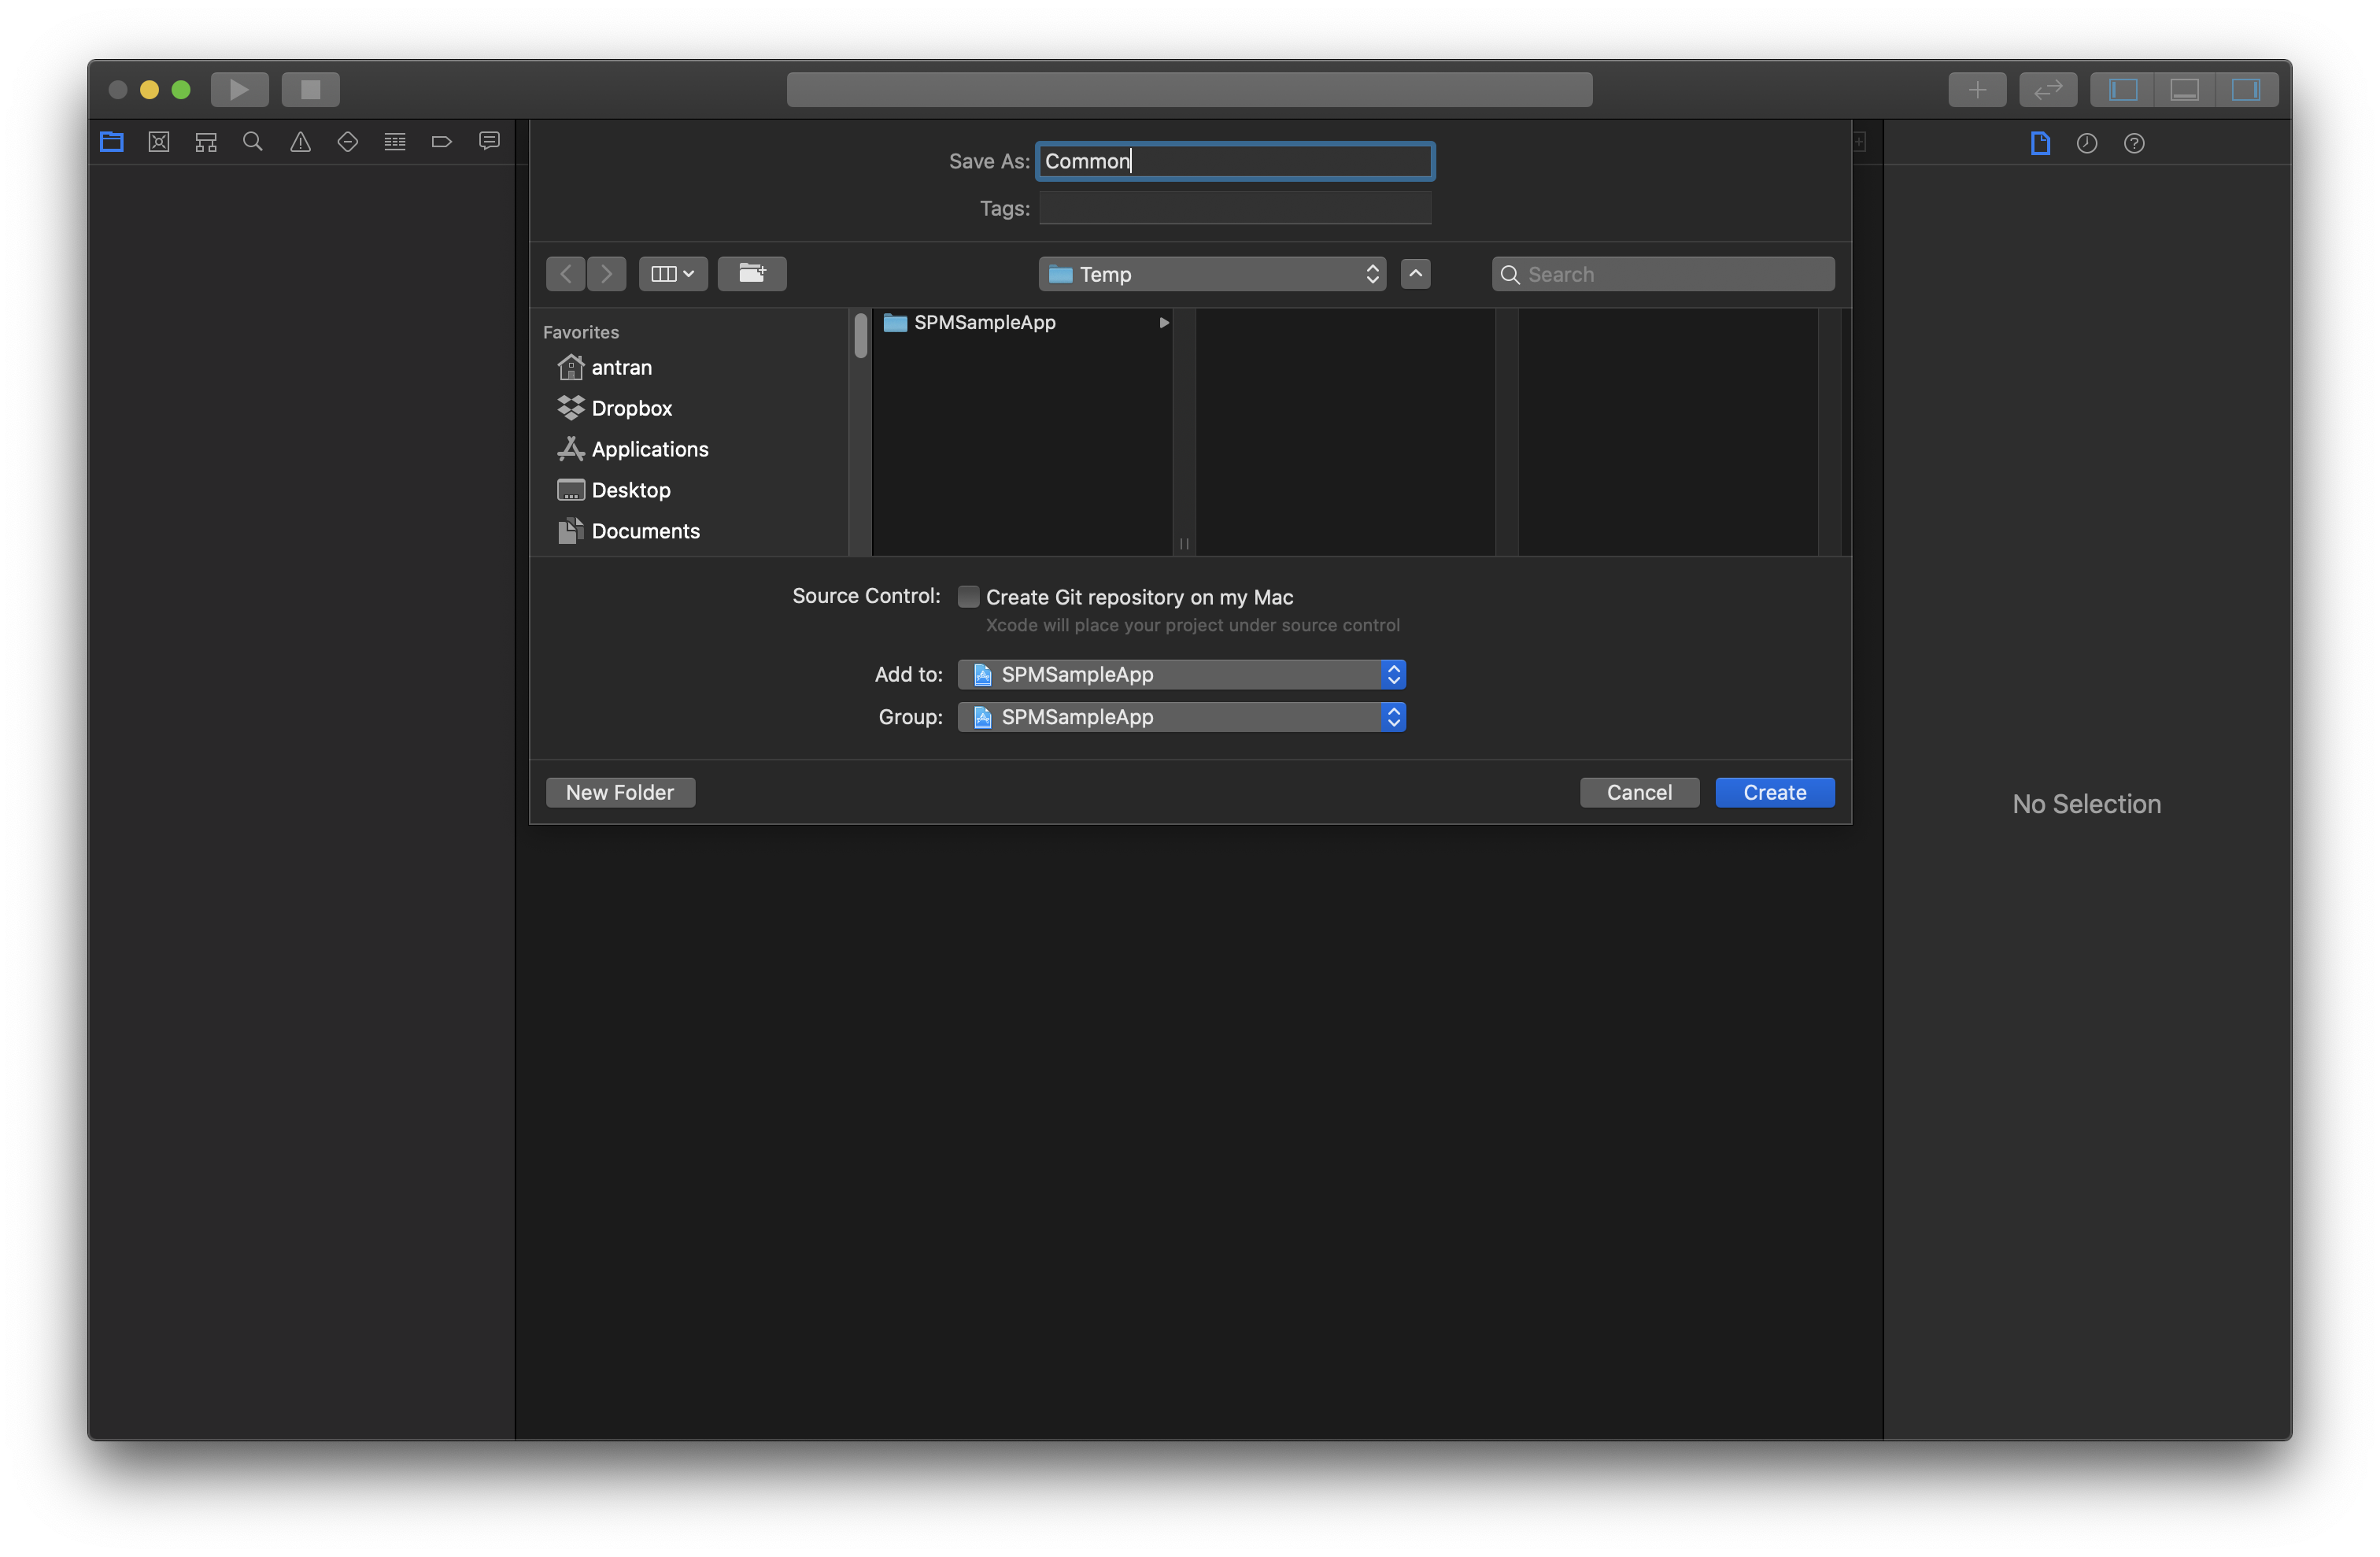 Save As: Common
Tags:
Temp
Search
Favorites
antran
Dropbox
Applications
Desktop
Documents
SPMSampleApp
Source Control: Create Git repository on my Mac
Xcode will place your project under source control
Add to: SPMSampleApp
Group: SPMSampleApp
New Folder
Cancel
Create
No Selection